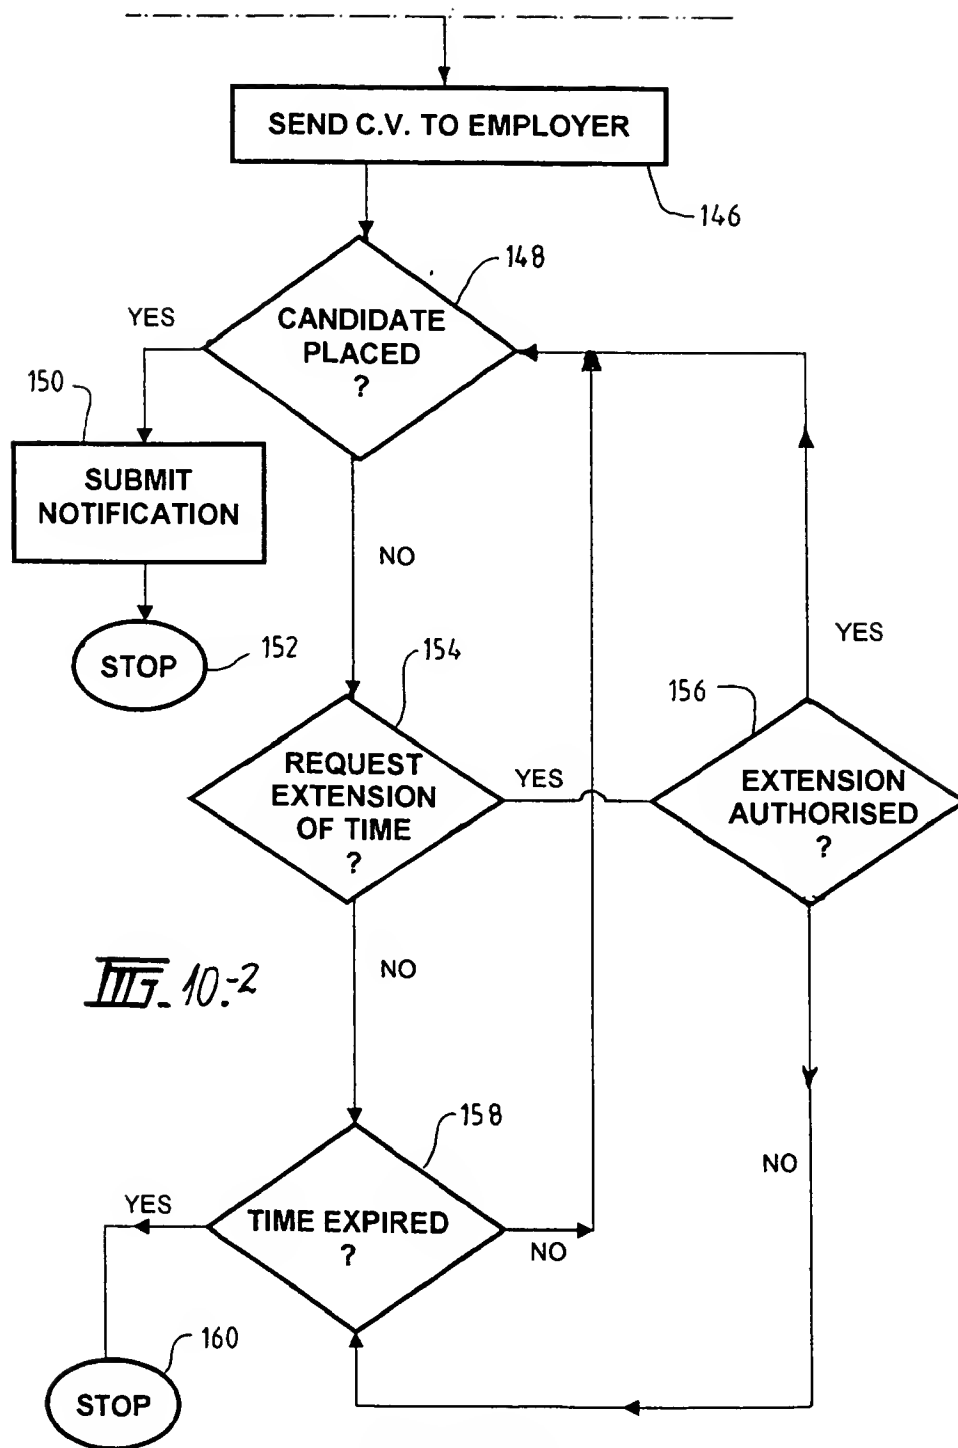 SEND C.V. TO EMPLOYER
146
148
CANDIDATE
PLACED
?
YES
150
SUBMIT
NOTIFICATION
NO
STOP
152
154
REQUEST
EXTENSION
OF TIME
?
YES
156
YES
EXTENSION
AUTHORISED
?
NO
FIG. 10-2
158
TIME EXPIRED
?
YES
NO
NO
160
STOP